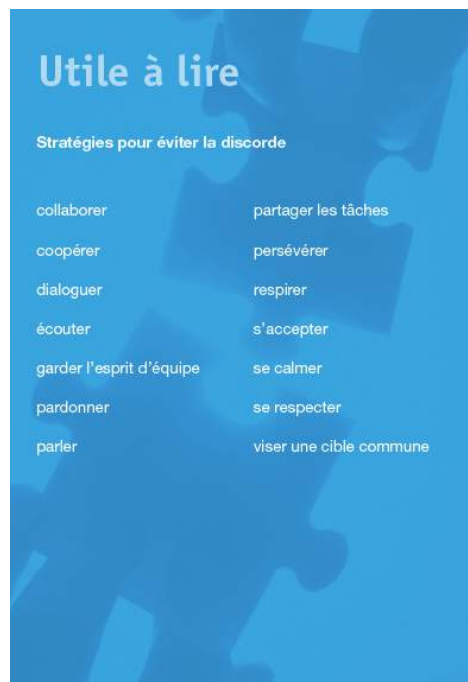 Utile à lire
Stratégies pour éviter la discorde
collaborer
coopérer
dialoguer
écouter
garder l'esprit d'équipe
pardonner
parler
partager les tâches
persévérer
respirer
s'accepter
se calmer
se respecter
viser une cible commune